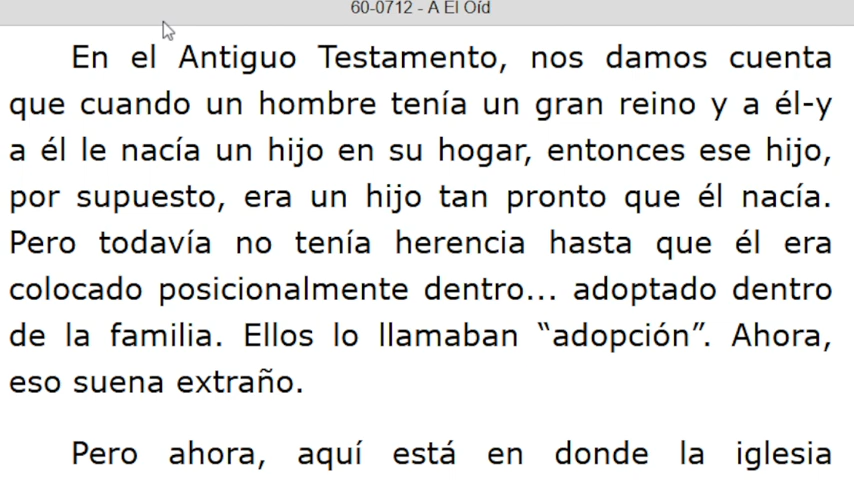 60-0712 - A El Oíd
En el Antiguo Testamento, nos damos cuenta
que cuando un hombre tenía un gran reino y a él-y
a él le nacía un hijo en su hogar, entonces ese hijo,
por supuesto, era un hijo tan pronto que él nacía.
Pero todavía no tenía herencia hasta que él era
colocado posicionalmente dentro... adoptado dentro
de la familia. Ellos lo llamaban “adopción”. Ahora,
eso suena extraño.
Pero ahora, aquí está en donde la iglesia